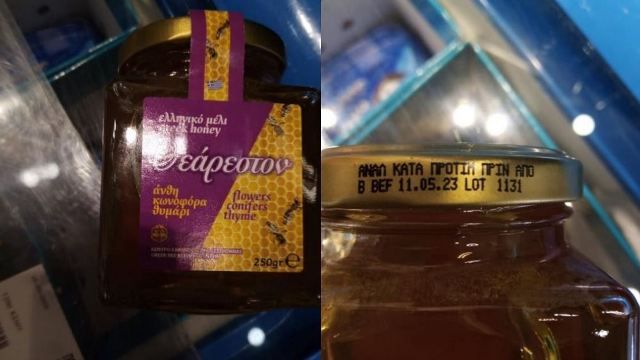 ελληνικό μέλι
greek honey
Θεάρεστον
άνθη
κωνοφόρα
θυμάρι
flowers
conifers
thyme
250gr e
ΑΝΑΛ ΚΑΤΑ ΠΡΟΤΙΜ ΠΡΙΝ ΑΠΟ
B BEF 11.05.23 LOT 1131